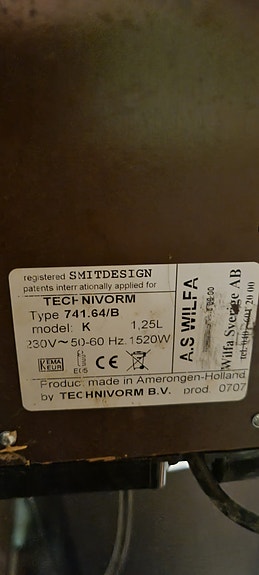 registered SMITDESIGN
patents internationally applied for
TECHNIVORM
Type 741.64/B
model: K 1,25L
230V~50-60 Hz. 1520W
KEMA
EUR
CE
Product made in Amerongen-Holland
by TECHNIVORM B.V. prod. 0707
A.S WILFA
Wilfa Sverige AB